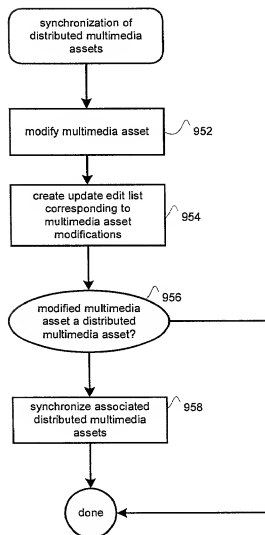 synchronization of
distributed multimedia
assets
modify multimedia asset
952
create update edit list
corresponding to
multimedia asset
modifications
954
956
modified multimedia
asset a distributed
multimedia asset?
synchronize associated
distributed multimedia
assets
958
done